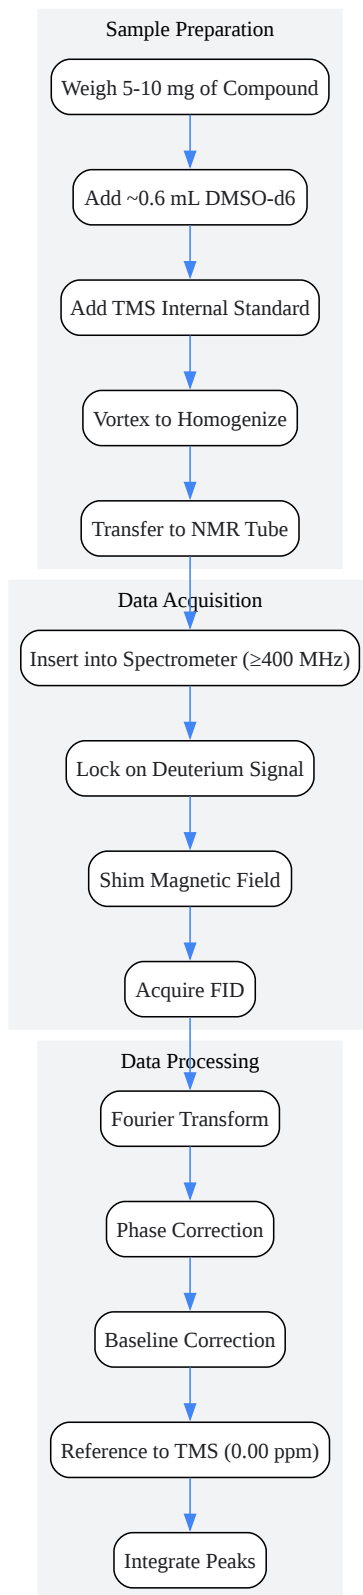 Sample Preparation
Weigh 5-10 mg of Compound
Add ~0.6 mL DMSO-d6
Add TMS Internal Standard
Vortex to Homogenize
Transfer to NMR Tube
Data Acquisition
Insert into Spectrometer (≥400 MHz)
Lock on Deuterium Signal
Shim Magnetic Field
Acquire FID
Data Processing
Fourier Transform
Phase Correction
Baseline Correction
Reference to TMS (0.00 ppm)
Integrate Peaks